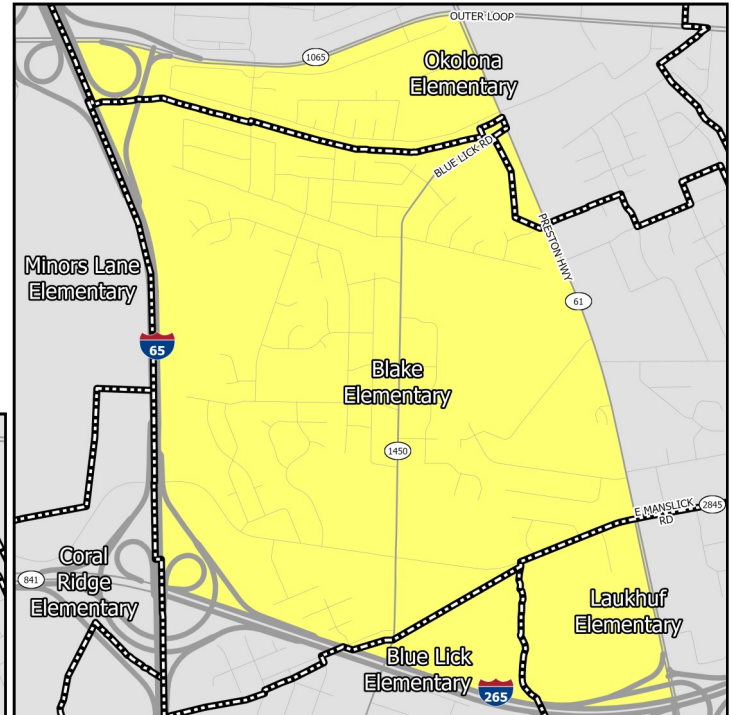 OUTER LOOP
1065
Okolona
Elementary
BLUE LICK RD
Minors Lane
Elementary
PRESTON HWY
61
65
Blake
Elementary
1450
E MANSLICK
RD
2845
Coral
Ridge
Elementary
841
Laukhuf
Elementary
Blue Lick
Elementary
265